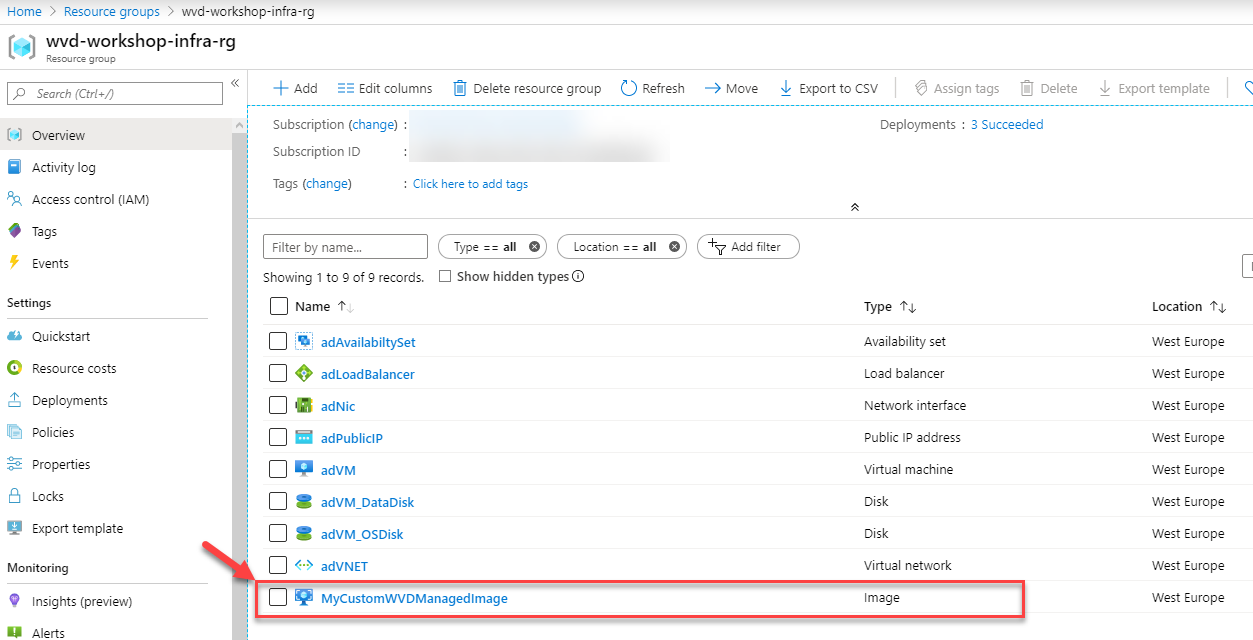 Home > Resource groups > wvd-workshop-infra-rg
wvd-workshop-infra-rg
Resource group
Search (Ctrl+/)
Overview
Activity log
Access control (IAM)
Tags
Events
Settings
Quickstart
Resource costs
Deployments
Policies
Properties
Locks
Export template
Monitoring
Insights (preview)
Alerts
Add Edit columns Delete resource group Refresh Move Export to CSV Assign tags Delete Export template
Subscription (change) : Deployments : 3 Succeeded
Subscription ID :
Tags (change) : Click here to add tags
Filter by name... Type == all Location == all Add filter
Showing 1 to 9 of 9 records. Show hidden types
Name Type Location
adAvailabiltySet Availability set West Europe
adLoadBalancer Load balancer West Europe
adNic Network interface West Europe
adPublicIP Public IP address West Europe
adVM Virtual machine West Europe
adVM_DataDisk Disk West Europe
adVM_OSDisk Disk West Europe
adVNET Virtual network West Europe
MyCustomWVDManagedImage Image West Europe